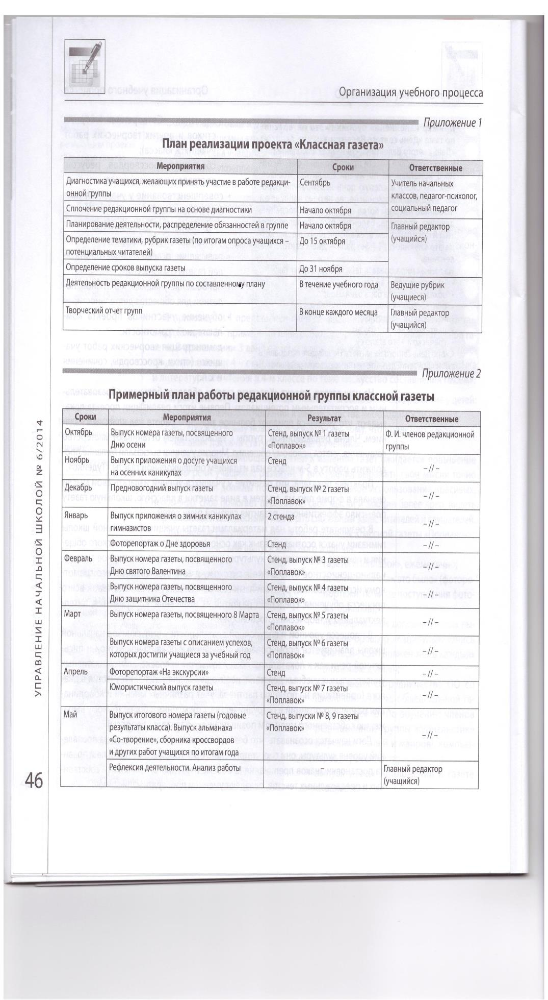 Организация учебного процесса
Приложение 1
План реализации проекта «Классная газета»
Мероприятия Сроки Ответственные
Диагностика учащихся, желающих принять участие в работе редакци-
онной группы
Сентябрь
Учитель начальных
классов, педагог-психолог,
социальный педагог
Сплочение редакционной группы на основе диагностики Начало октября
Планирование деятельности, распределение обязанностей в группе Начало октября
Главный редактор
(учащийся)
Определение тематики, рубрик газеты (по итогам опроса учащихся –
потенциальных читателей)
До 15 октября
Определение сроков выпуска газеты До 31 ноября
Деятельность редакционной группы по составленному плану В течение учебного года
Ведущие рубрик
(учащиеся)
Творческий отчет групп В конце каждого месяца
Главный редактор
(учащийся)
Приложение 2
Примерный план работы редакционной группы классной газеты
Сроки Мероприятия Результат Ответственные
Октябрь
Выпуск номера газеты, посвященного
Дню осени
Стенд, выпуск № 1 газеты
«Поплавок»
Ф. И. членов редакционной
группы
Ноябрь
Выпуск приложения о досуге учащихся
на осенних каникулах
Стенд
– // –
Декабрь
Предновогодний выпуск газеты
Стенд, выпуск № 2 газеты
«Поплавок»
– // –
Январь
Выпуск приложения о зимних каникулах
гимназистов
2 стенда
– // –
Фоторепортаж о Дне здоровья Стенд – // –
Февраль
Выпуск номера газеты, посвященного
Дню святого Валентина
Стенд, выпуск № 3 газеты
«Поплавок»
– // –
Выпуск номера газеты, посвященного
Дню защитника Отечества
Стенд, выпуск № 4 газеты
«Поплавок»
– // –
Март
Выпуск номера газеты, посвященного 8 Марта
Стенд, выпуск № 5 газеты
«Поплавок»
– // –
Выпуск номера газеты с описанием успехов,
которых достигли учащиеся за учебный год
Стенд, выпуск № 6 газеты
«Поплавок»
– // –
Апрель
Фоторепортаж «На экскурсии» Стенд – // –
Юмористический выпуск газеты
Стенд, выпуск № 7 газеты
«Поплавок»
– // –
Май
Выпуск итогового номера газеты (годовые
результаты класса). Выпуск альманаха
«Со-творение», сборника кроссвордов
и других работ учащихся по итогам года
Стенд, выпуски № 8, 9 газеты
«Поплавок»
– // –
Рефлексия деятельности. Анализ работы –
Главный редактор
(учащийся)
УПРАВЛЕНИЕ НАЧАЛЬНОЙ ШКОЛОЙ № 6/2014
46